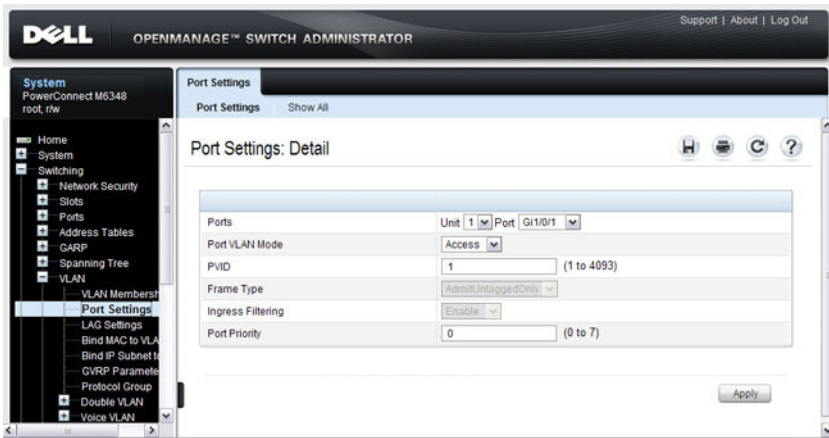 Support | About | Log Out
DELL OPENMANAGE™ SWITCH ADMINISTRATOR
System
PowerConnect M6348
root, r/w
Home
System
Switching
Network Security
Slots
Ports
Address Tables
GARP
Spanning Tree
VLAN
VLAN Membersh
Port Settings
LAG Settings
Bind MAC to VLA
Bind IP Subnet to
GVRP Paramete
Protocol Group
Double VLAN
Voice VLAN
Port Settings
Port Settings Show All
Port Settings: Detail
Ports Unit 1 Port Gi1/0/1
Port VLAN Mode Access
PVID 1 (1 to 4093)
Frame Type AdmitUntaggedOnly
Ingress Filtering Enable
Port Priority 0 (0 to 7)
Apply